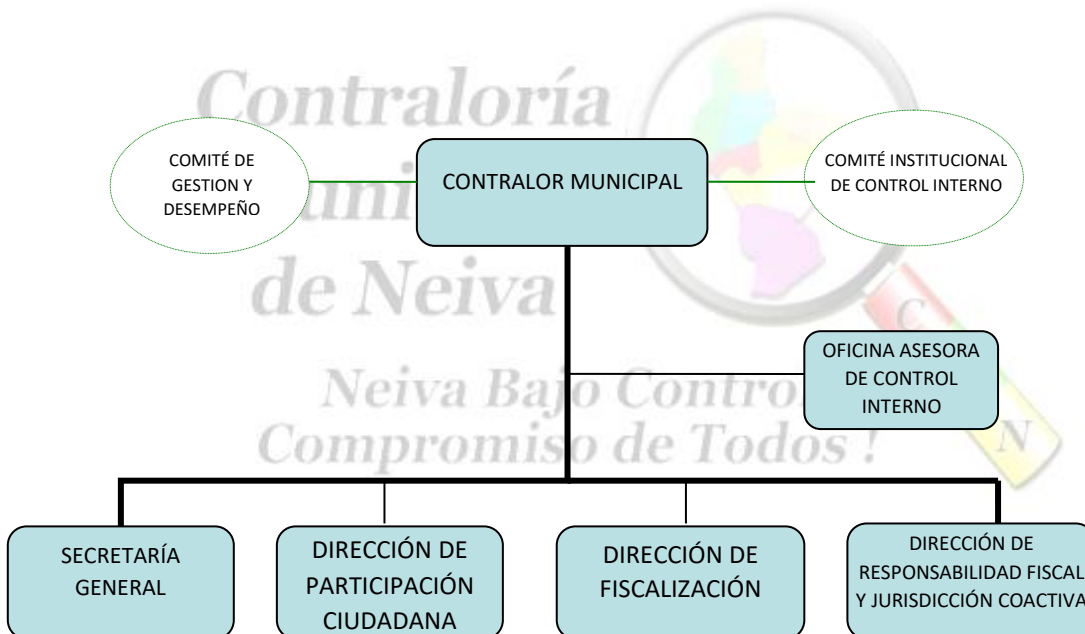 Contraloría
COMITÉ DE
GESTION Y
DESEMPEÑO
CONTRALOR MUNICIPAL
COMITÉ INSTITUCIONAL
DE CONTROL INTERNO
de Neiva
C
OFICINA ASESORA
DE CONTROL
INTERNO
Neiva Bajo Contro
Compromiso de Todos !
N
SECRETARÍA
GENERAL
DIRECCIÓN DE
PARTICIPACIÓN
CIUDADANA
DIRECCIÓN DE
FISCALIZACIÓN
DIRECCIÓN DE
RESPONSABILIDAD FISCAL
Y JURISDICCIÓN COACTIVA